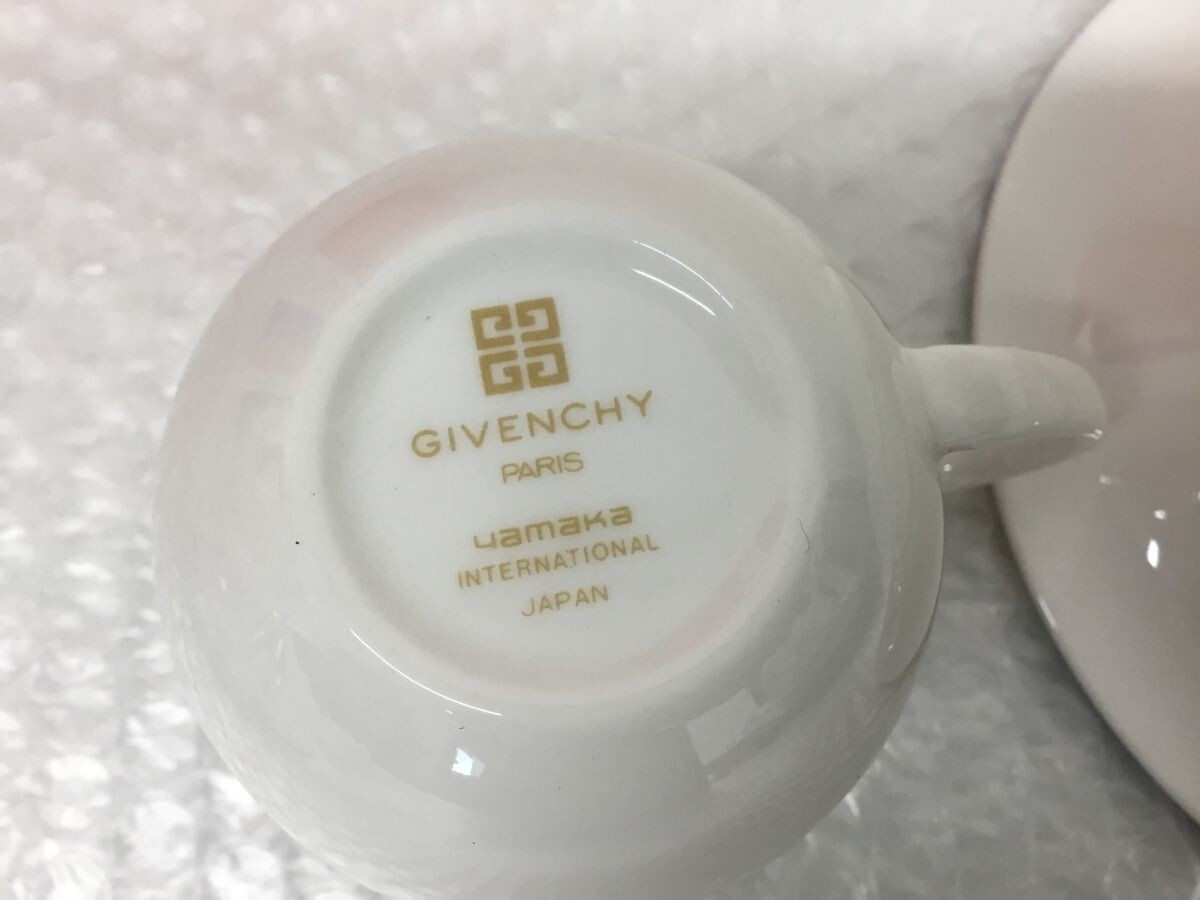 GIVENCHY
PARIS
yamaka
INTERNATIONAL
JAPAN